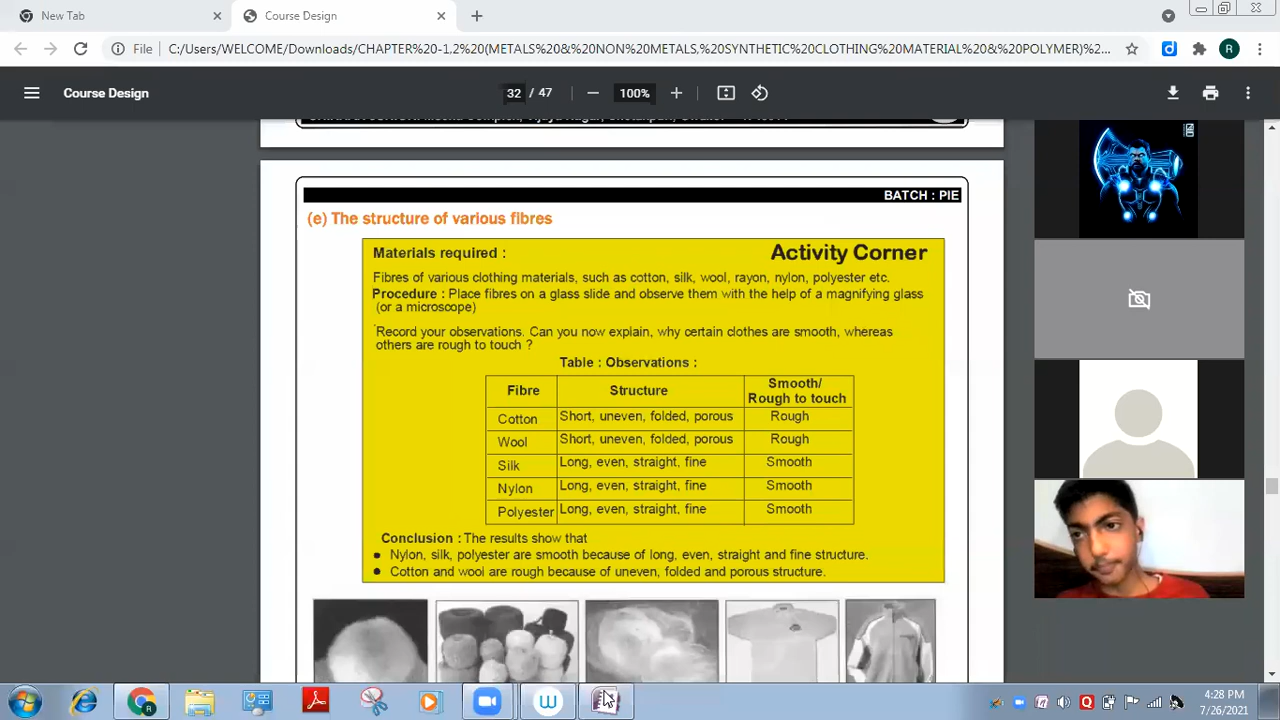 New Tab
Course Design
File
C:/Users/WELCOME/Downloads/CHAPTER%20-1,2%20(METALS%20&%20NON%20METALS,%20SYNTHETIC%20CLOTHING%20MATERIAL%20&%20POLYMER)%2...
R
Course Design
32 / 47
100%
BATCH : PIE
(e) The structure of various fibres
Materials required :
Activity Corner
Fibres of various clothing materials, such as cotton, silk, wool, rayon, nylon, polyester etc.
Procedure : Place fibres on a glass slide and observe them with the help of a magnifying glass
(or a microscope)
Record your observations. Can you now explain, why certain clothes are smooth, whereas
others are rough to touch ?
Table : Observations :
Fibre Structure Smooth/
Rough to touch
Cotton Short, uneven, folded, porous Rough
Wool Short, uneven, folded, porous Rough
Silk Long, even, straight, fine Smooth
Nylon Long, even, straight, fine Smooth
Polyester Long, even, straight, fine Smooth
Conclusion : The results show that
• Nylon, silk, polyester are smooth because of long, even, straight and fine structure.
• Cotton and wool are rough because of uneven, folded and porous structure.
4:28 PM
7/26/2021